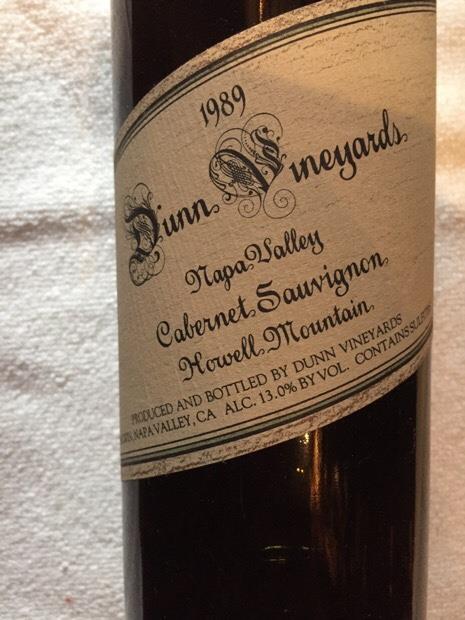 1989
Dunn Vineyards
Napa Valley
Cabernet Sauvignon
Howell Mountain
PRODUCED AND BOTTLED BY DUNN VINEYARDS
NAPA VALLEY, CA ALC. 13.0% BY VOL. CONTAINS